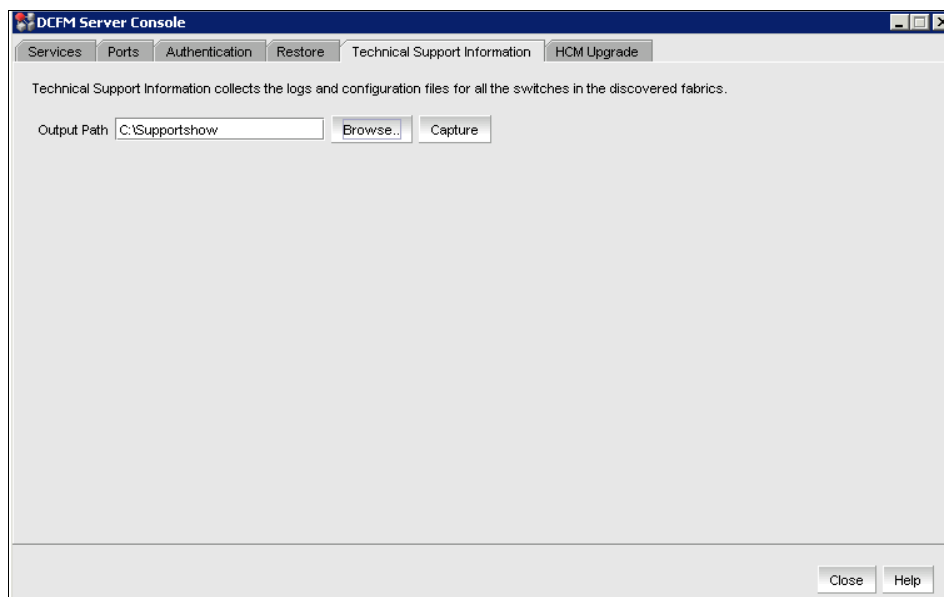 DCFM Server Console
Services Ports Authentication Restore Technical Support Information HCM Upgrade
Technical Support Information collects the logs and configuration files for all the switches in the discovered fabrics.
Output Path C:\Supportshow Browse.. Capture
Close Help